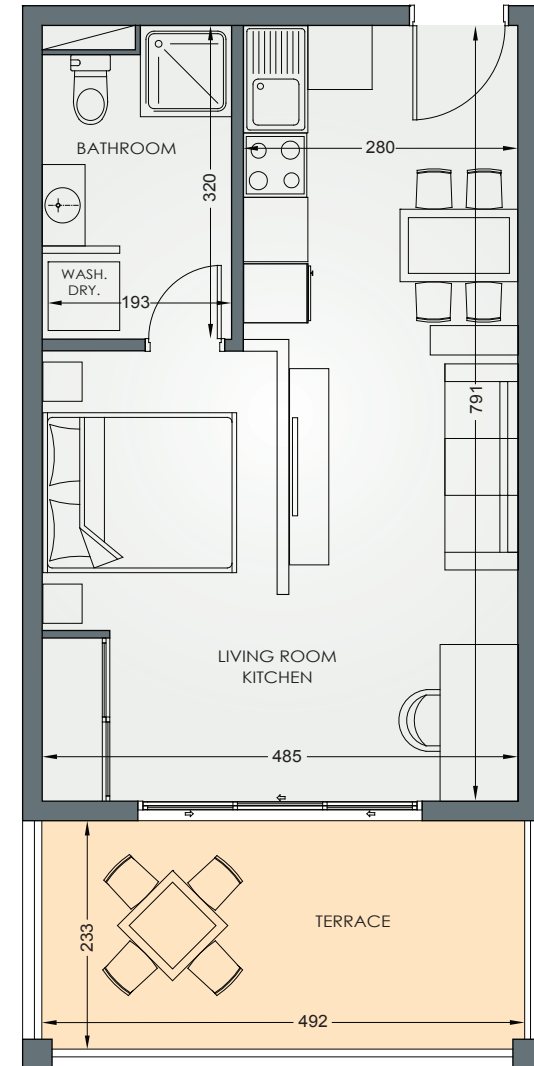 BATHROOM
280
320
WASH.
DRY.
193
791
LIVING ROOM
KITCHEN
485
TERRACE
233
492